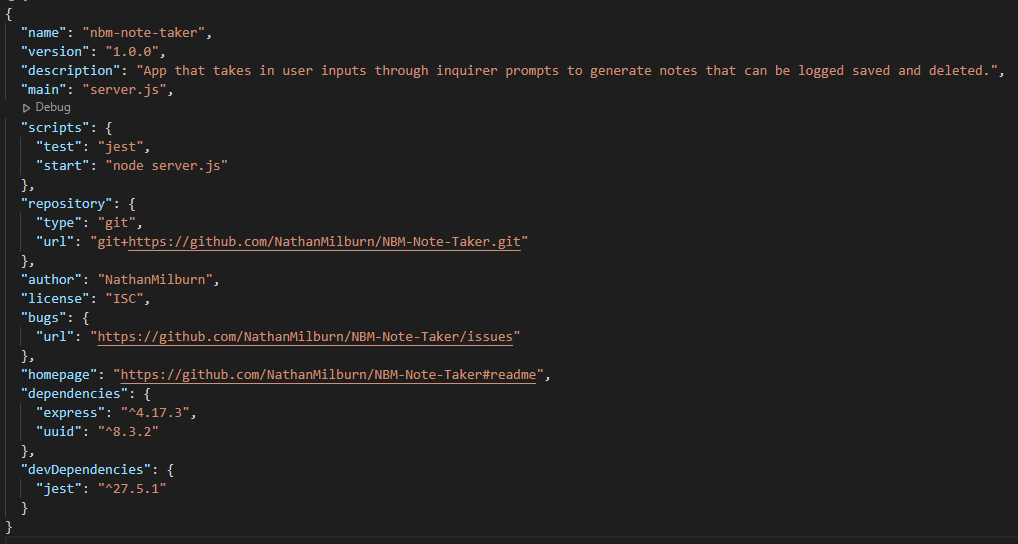 {
  "name": "nbm-note-taker",
  "version": "1.0.0",
  "description": "App that takes in user inputs through inquirer prompts to generate notes that can be logged saved and deleted.",
  "main": "server.js",
  Debug
  "scripts": {
    "test": "jest",
    "start": "node server.js"
  },
  "repository": {
    "type": "git",
    "url": "git+https://github.com/NathanMilburn/NBM-Note-Taker.git"
  },
  "author": "NathanMilburn",
  "license": "ISC",
  "bugs": {
    "url": "https://github.com/NathanMilburn/NBM-Note-Taker/issues"
  },
  "homepage": "https://github.com/NathanMilburn/NBM-Note-Taker#readme",
  "dependencies": {
    "express": "^4.17.3",
    "uuid": "^8.3.2"
  },
  "devDependencies": {
    "jest": "^27.5.1"
  }
}